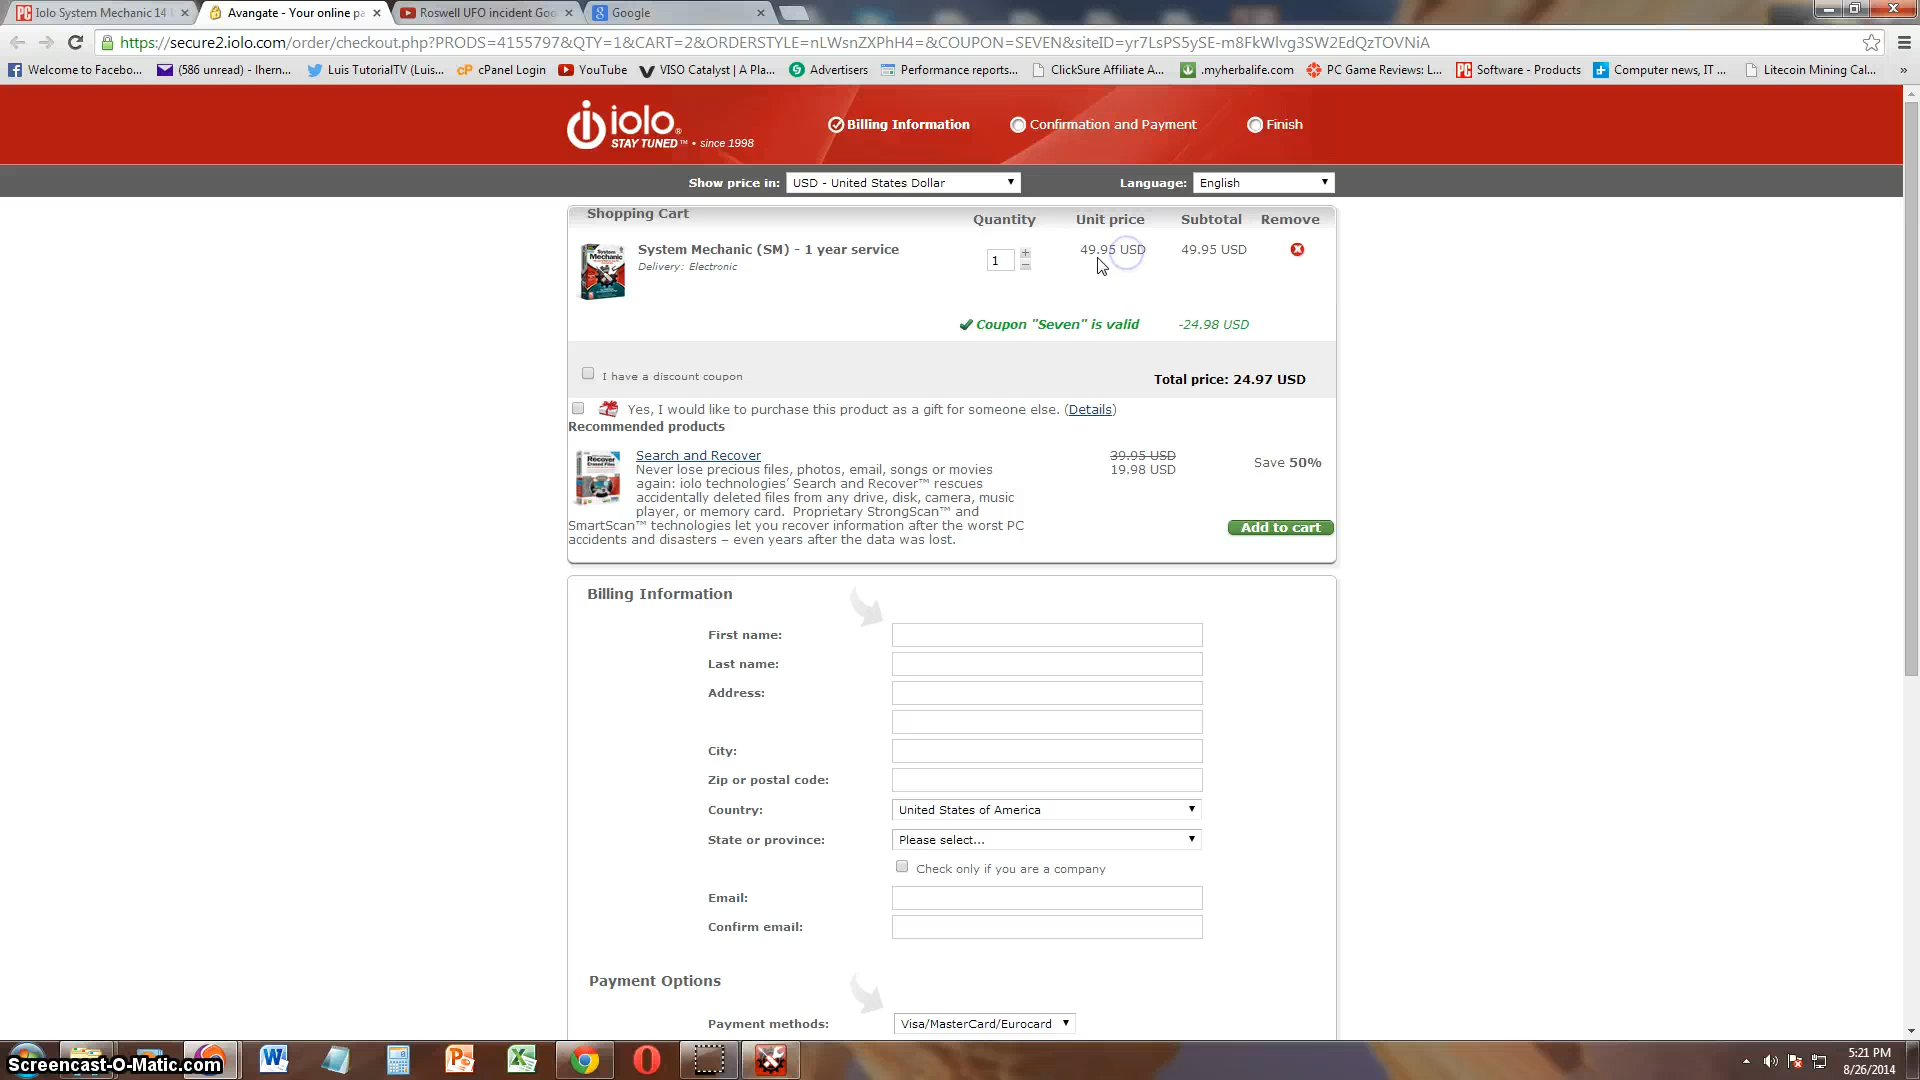 Iolo System Mechanic 14
Avangate - Your online pa
Roswell UFO incident Goo
Google
https://secure2.iolo.com/order/checkout.php?PRODS=4155797&QTY=1&CART=2&ORDERSTYLE=nLWsnZXPhH4=&COUPON=SEVEN&siteID=yr7LsPS5ySE-m8FkWlvg3SW2EdQzTOVNiA
Welcome to Facebo... (586 unread) - lhern... Luis TutorialTV (Luis... cPanel Login YouTube VISO Catalyst | A Pla... Advertisers Performance reports... ClickSure Affiliate A... .myherbalife.com PC Game Reviews: L... Software - Products Computer news, IT ... Litecoin Mining Cal... »
iolo
STAY TUNED™ • since 1998
Billing Information Confirmation and Payment Finish
Show price in: USD - United States Dollar Language: English
Shopping Cart Quantity Unit price Subtotal Remove
System Mechanic (SM) - 1 year service 1 49.95 USD 49.95 USD
Delivery: Electronic
Coupon "Seven" is valid -24.98 USD
I have a discount coupon Total price: 24.97 USD
Yes, I would like to purchase this product as a gift for someone else. (Details)
Recommended products
Search and Recover 39.95 USD
19.98 USD Save 50%
Never lose precious files, photos, email, songs or movies
again: iolo technologies’ Search and Recover™ rescues
accidentally deleted files from any drive, disk, camera, music
player, or memory card. Proprietary StrongScan™ and
SmartScan™ technologies let you recover information after the worst PC
accidents and disasters – even years after the data was lost.
Add to cart
Billing Information
First name:
Last name:
Address:
City:
Zip or postal code:
Country: United States of America
State or province: Please select...
Check only if you are a company
Email:
Confirm email:
Payment Options
Payment methods: Visa/MasterCard/Eurocard
Screencast-O-Matic.com
5:21 PM
8/26/2014